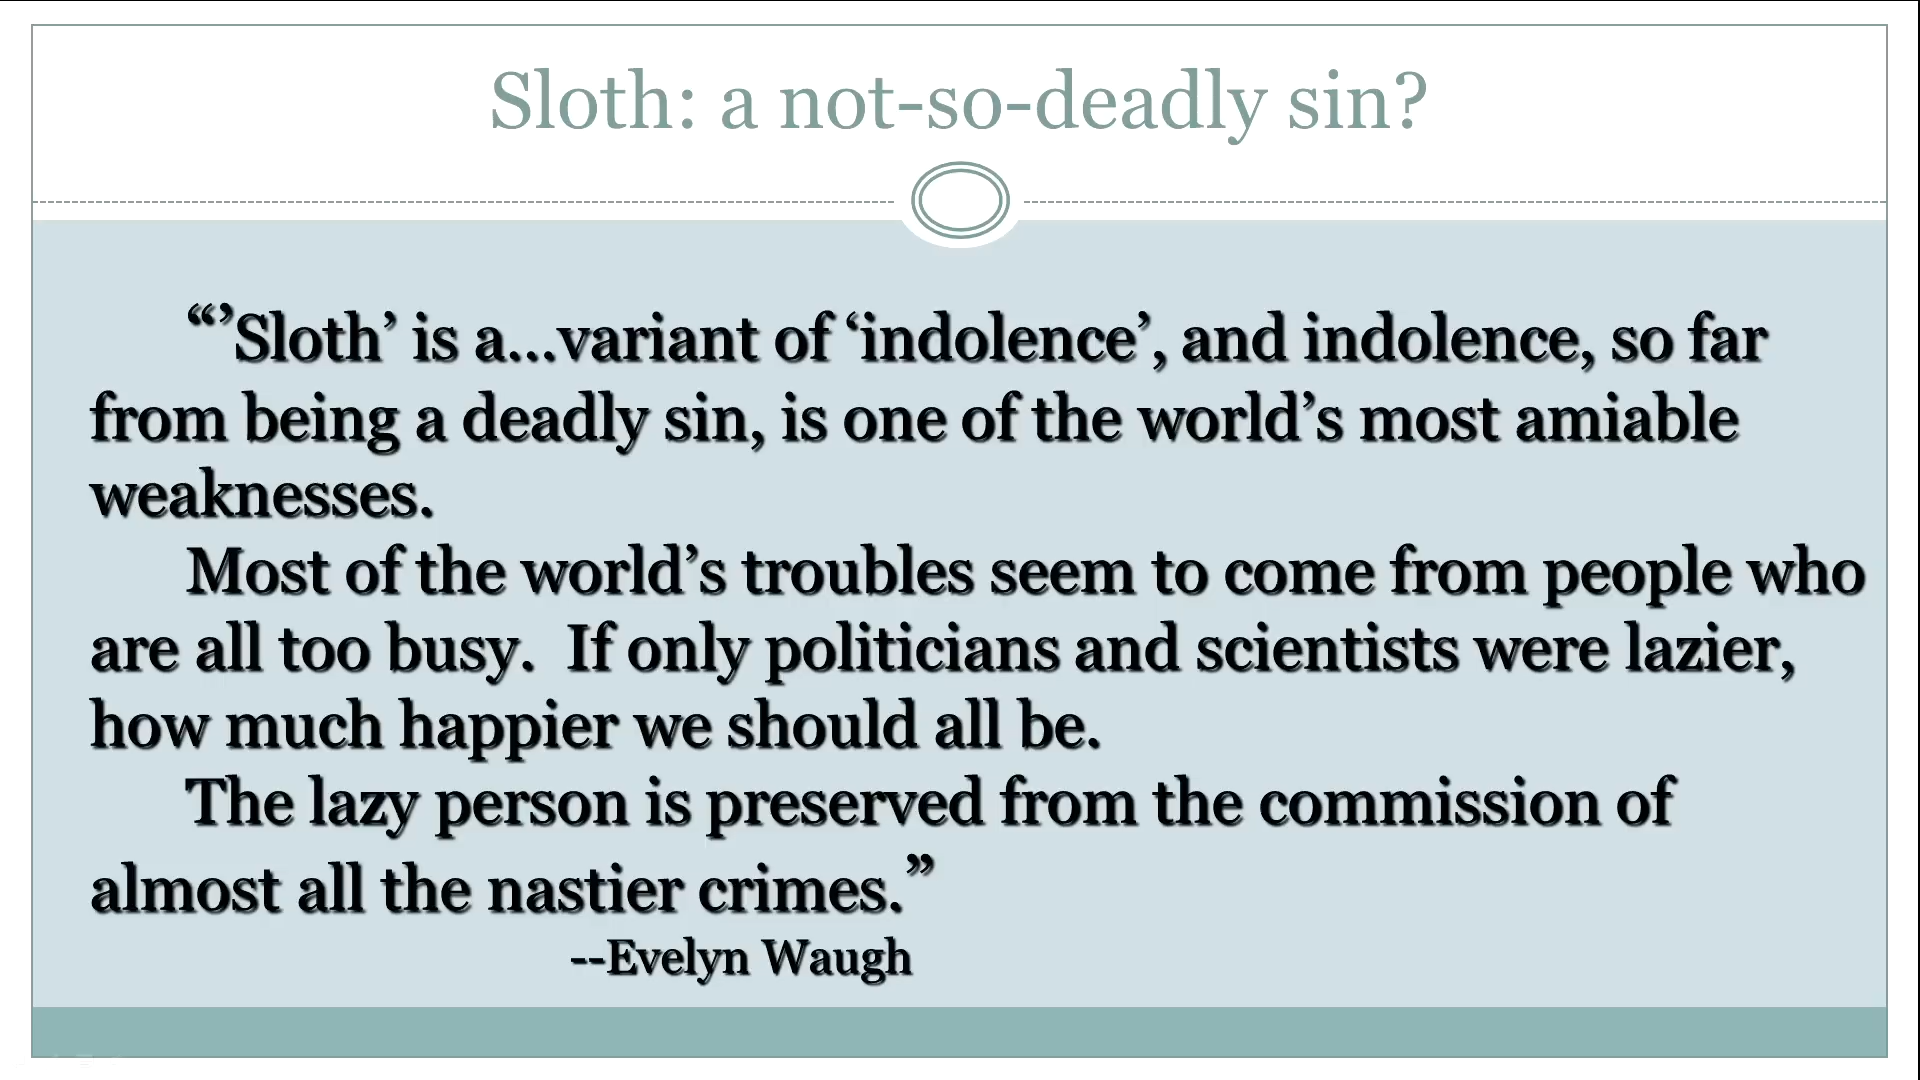 Sloth: a not-so-deadly sin?
“’Sloth’ is a…variant of ‘indolence’, and indolence, so far
from being a deadly sin, is one of the world’s most amiable
weaknesses.
Most of the world’s troubles seem to come from people who
are all too busy.  If only politicians and scientists were lazier,
how much happier we should all be.
The lazy person is preserved from the commission of
almost all the nastier crimes.”
--Evelyn Waugh